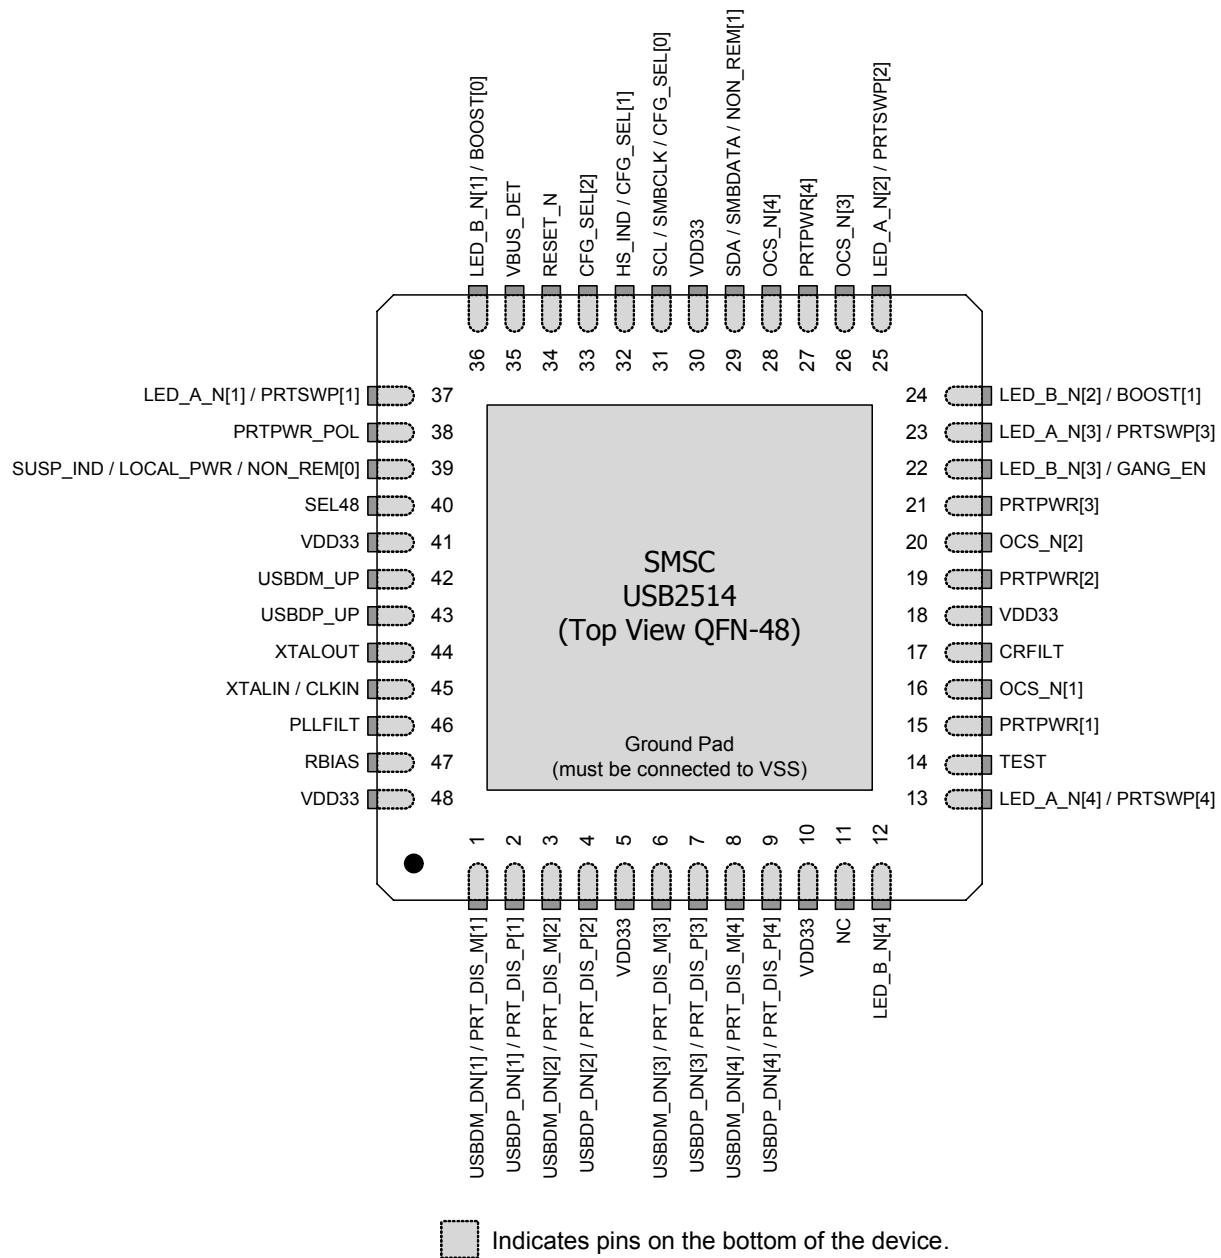 LED_B_N[1] / BOOST[0]
VBUS_DET
RESET_N
CFG_SEL[2]
HS_IND / CFG_SEL[1]
SCL / SMBCLK / CFG_SEL[0]
VDD33
SDA / SMBDATA / NON_REM[1]
OCS_N[4]
PRTPWR[4]
OCS_N[3]
LED_A_N[2] / PRTSWP[2]
36
35
34
33
32
31
30
29
28
27
26
25
LED_A_N[1] / PRTSWP[1] 37
PRTPWR_POL 38
SUSP_IND / LOCAL_PWR / NON_REM[0] 39
SEL48 40
VDD33 41
USBDM_UP 42
USBDP_UP 43
XTALOUT 44
XTALIN / CLKIN 45
PLLFILT 46
RBIAS 47
VDD33 48
SMSC
USB2514
(Top View QFN-48)
Ground Pad
(must be connected to VSS)
24 LED_B_N[2] / BOOST[1]
23 LED_A_N[3] / PRTSWP[3]
22 LED_B_N[3] / GANG_EN
21 PRTPWR[3]
20 OCS_N[2]
19 PRTPWR[2]
18 VDD33
17 CRFILT
16 OCS_N[1]
15 PRTPWR[1]
14 TEST
13 LED_A_N[4] / PRTSWP[4]
1
2
3
4
5
6
7
8
9
10
11
12
USBDM_DN[1] / PRT_DIS_M[1]
USBDP_DN[1] / PRT_DIS_P[1]
USBDM_DN[2] / PRT_DIS_M[2]
USBDP_DN[2] / PRT_DIS_P[2]
VDD33
USBDM_DN[3] / PRT_DIS_M[3]
USBDP_DN[3] / PRT_DIS_P[3]
USBDM_DN[4] / PRT_DIS_M[4]
USBDP_DN[4] / PRT_DIS_P[4]
VDD33
NC
LED_B_N[4]
Indicates pins on the bottom of the device.